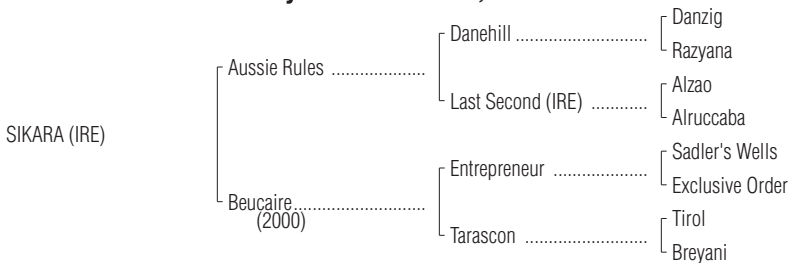 Danzig
Danehill ............................
Razyana
Aussie Rules ....................
Alzao
Last Second (IRE) ............
Alruccaba
SIKARA (IRE)
Sadler's Wells
Entrepreneur ....................
Exclusive Order
Beucaire............................
(2000)
Tirol
Tarascon ..........................
Breyani